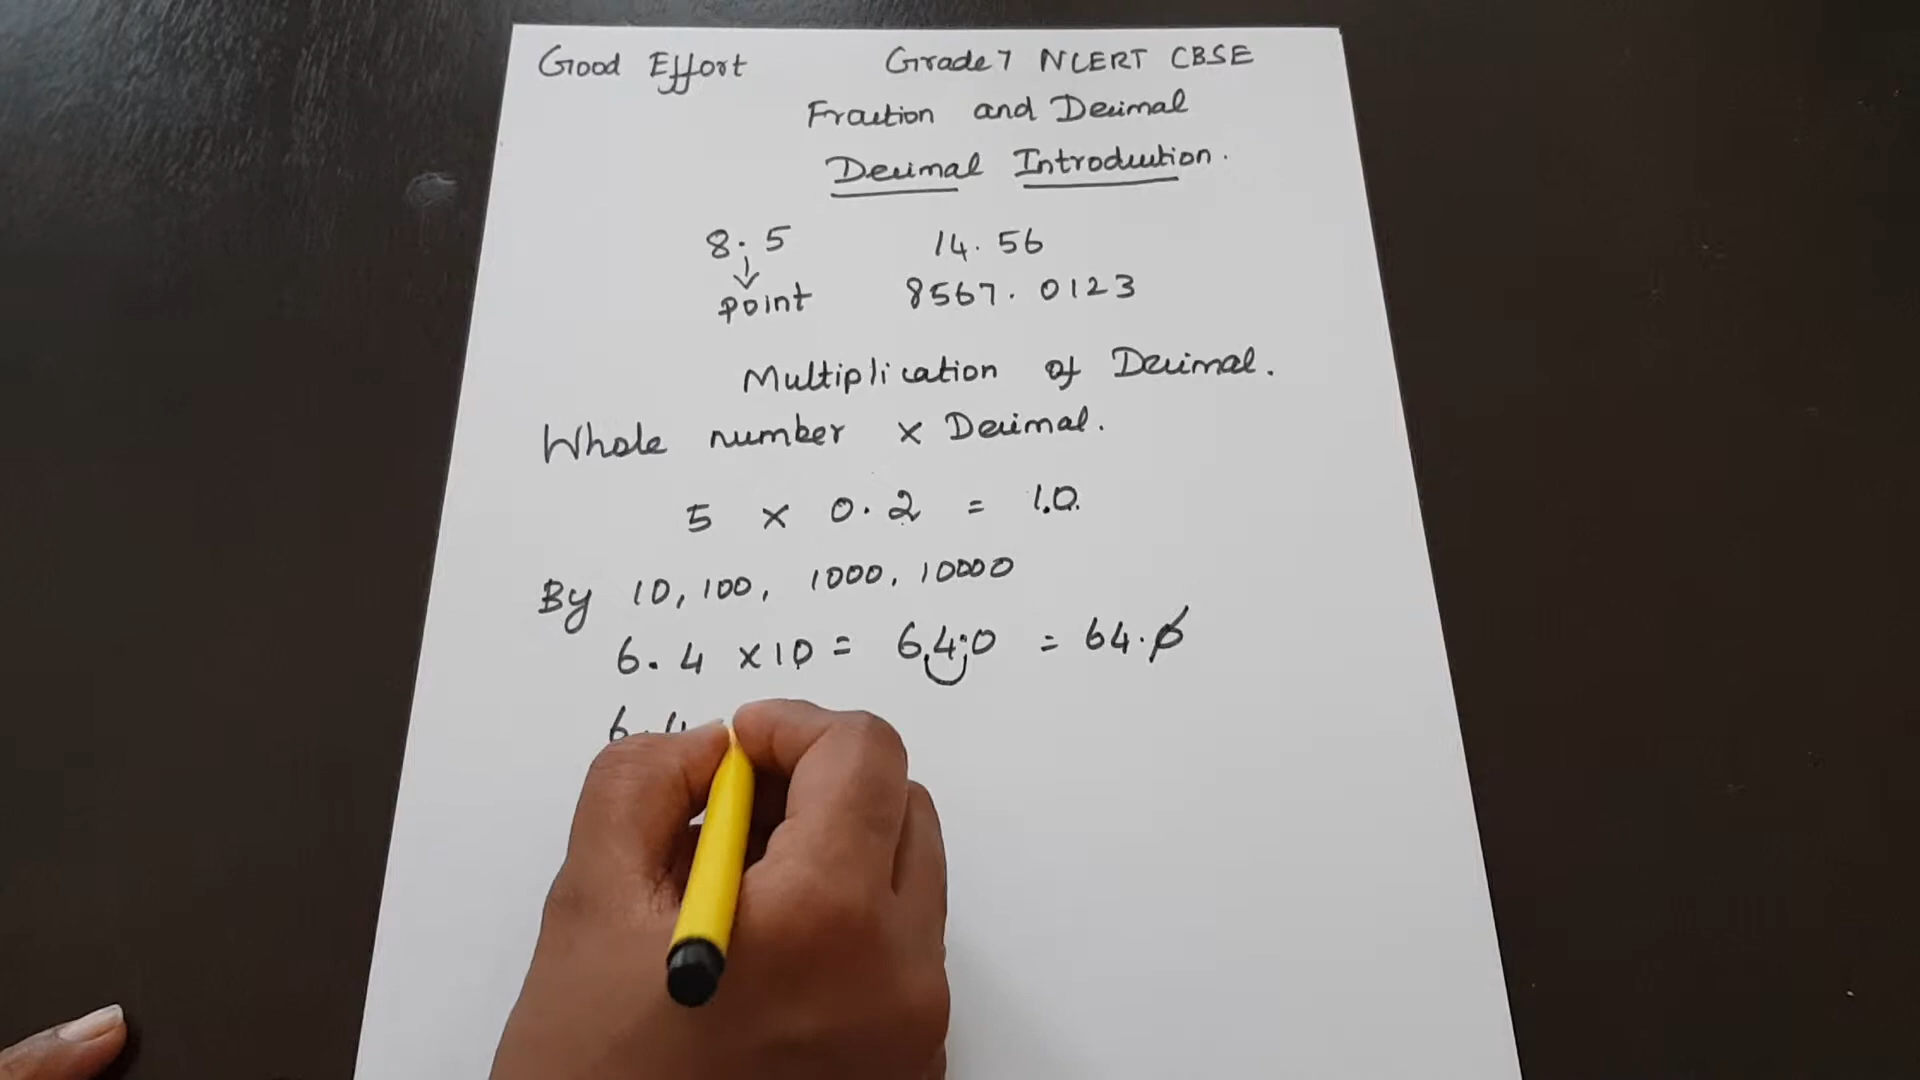 Good Effort Grade 7 NCERT CBSE
Fraction and Decimal
Decimal Introduction.
8.5 14.56
point 8567.0123
Multiplication of Decimal.
Whole number × Decimal.
5 × 0.2 = 1.0
By 10, 100, 1000, 10000
6.4 × 10 = 64.0 = 64.0
6.4